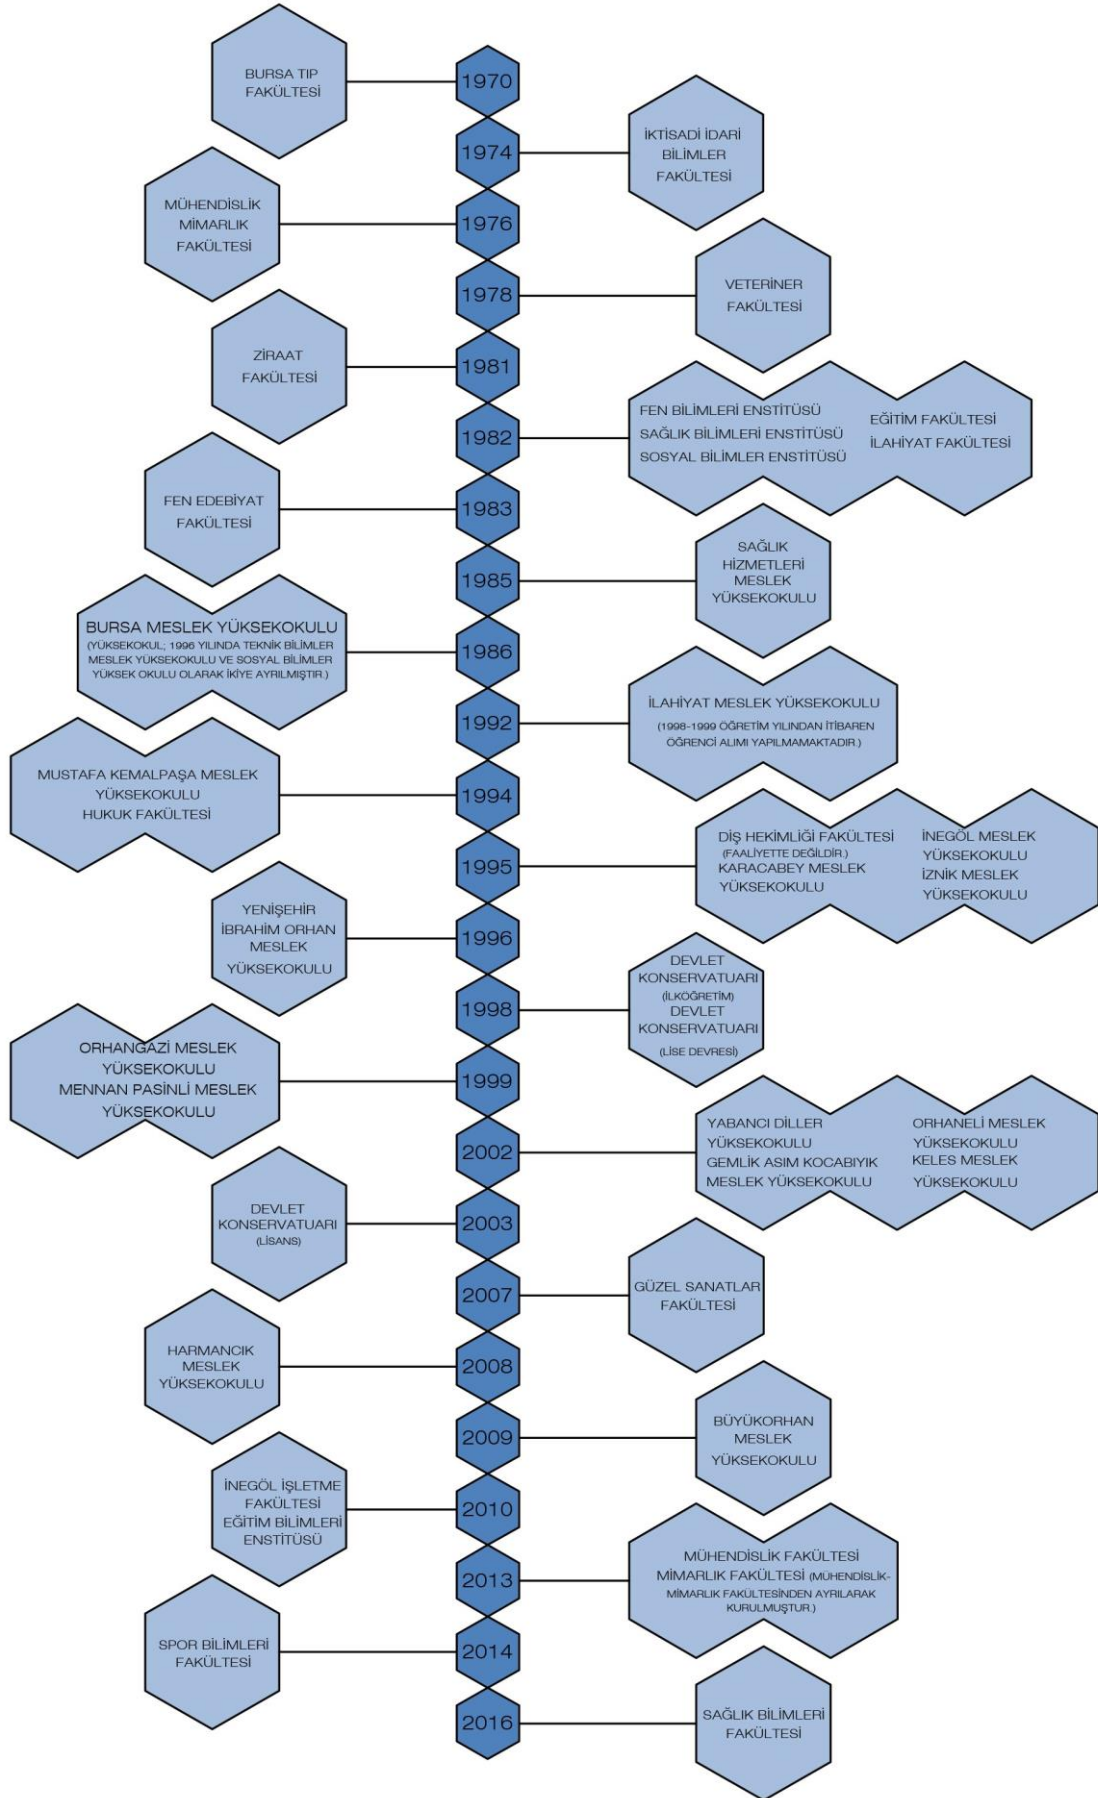 BURSA TIP
FAKÜLTESİ
1970
1974
İKTİSADİ İDARİ
BİLİMLER
FAKÜLTESİ
MÜHENDİSLİK
MİMARLIK
FAKÜLTESİ
1976
1978
VETERİNER
FAKÜLTESİ
ZİRAAT
FAKÜLTESİ
1981
1982
FEN BİLİMLERİ ENSTİTÜSÜ
SAĞLIK BİLİMLERİ ENSTİTÜSÜ
SOSYAL BİLİMLER ENSTİTÜSÜ
EĞİTİM FAKÜLTESİ
İLAHİYAT FAKÜLTESİ
FEN EDEBİYAT
FAKÜLTESİ
1983
1985
SAĞLIK
HİZMETLERİ
MESLEK
YÜKSEKOKULU
BURSA MESLEK YÜKSEKOKULU
(YÜKSEKOKUL; 1996 YILINDA TEKNİK BİLİMLER
MESLEK YÜKSEKOKULU VE SOSYAL BİLİMLER
YÜKSEK OKULU OLARAK İKİYE AYRILMIŞTIR.)
1986
1992
İLAHİYAT MESLEK YÜKSEKOKULU
(1998-1999 ÖĞRETİM YILINDAN İTİBAREN
ÖĞRENCİ ALIMI YAPILMAMAKTADIR.)
MUSTAFA KEMALPAŞA MESLEK
YÜKSEKOKULU
HUKUK FAKÜLTESİ
1994
1995
DİŞ HEKİMLİĞİ FAKÜLTESİ
(FAALİYETTE DEĞİLDİR.)
KARACABEY MESLEK
YÜKSEKOKULU
İNEGÖL MESLEK
YÜKSEKOKULU
İZNİK MESLEK
YÜKSEKOKULU
YENİŞEHİR
İBRAHİM ORHAN
MESLEK
YÜKSEKOKULU
1996
1998
DEVLET
KONSERVATUARI
(İLKÖĞRETİM)
DEVLET
KONSERVATUARI
(LİSE DEVRESİ)
ORHANGAZİ MESLEK
YÜKSEKOKULU
MENNAN PASİNLİ MESLEK
YÜKSEKOKULU
1999
2002
YABANCI DİLLER
YÜKSEKOKULU
GEMLİK ASIM KOCABIYIK
MESLEK YÜKSEKOKULU
ORHANELİ MESLEK
YÜKSEKOKULU
KELES MESLEK
YÜKSEKOKULU
DEVLET
KONSERVATUARI
(LİSANS)
2003
2007
GÜZEL SANATLAR
FAKÜLTESİ
HARMANCIK
MESLEK
YÜKSEKOKULU
2008
2009
BÜYÜKORHAN
MESLEK
YÜKSEKOKULU
İNEGÖL İŞLETME
FAKÜLTESİ
EĞİTİM BİLİMLERİ
ENSTİTÜSÜ
2010
2013
MÜHENDİSLİK FAKÜLTESİ
MİMARLIK FAKÜLTESİ (MÜHENDİSLİK-
MİMARLIK FAKÜLTESİNDEN AYRILARAK
KURULMUŞTUR.)
SPOR BİLİMLERİ
FAKÜLTESİ
2014
2016
SAĞLIK BİLİMLERİ
FAKÜLTESİ